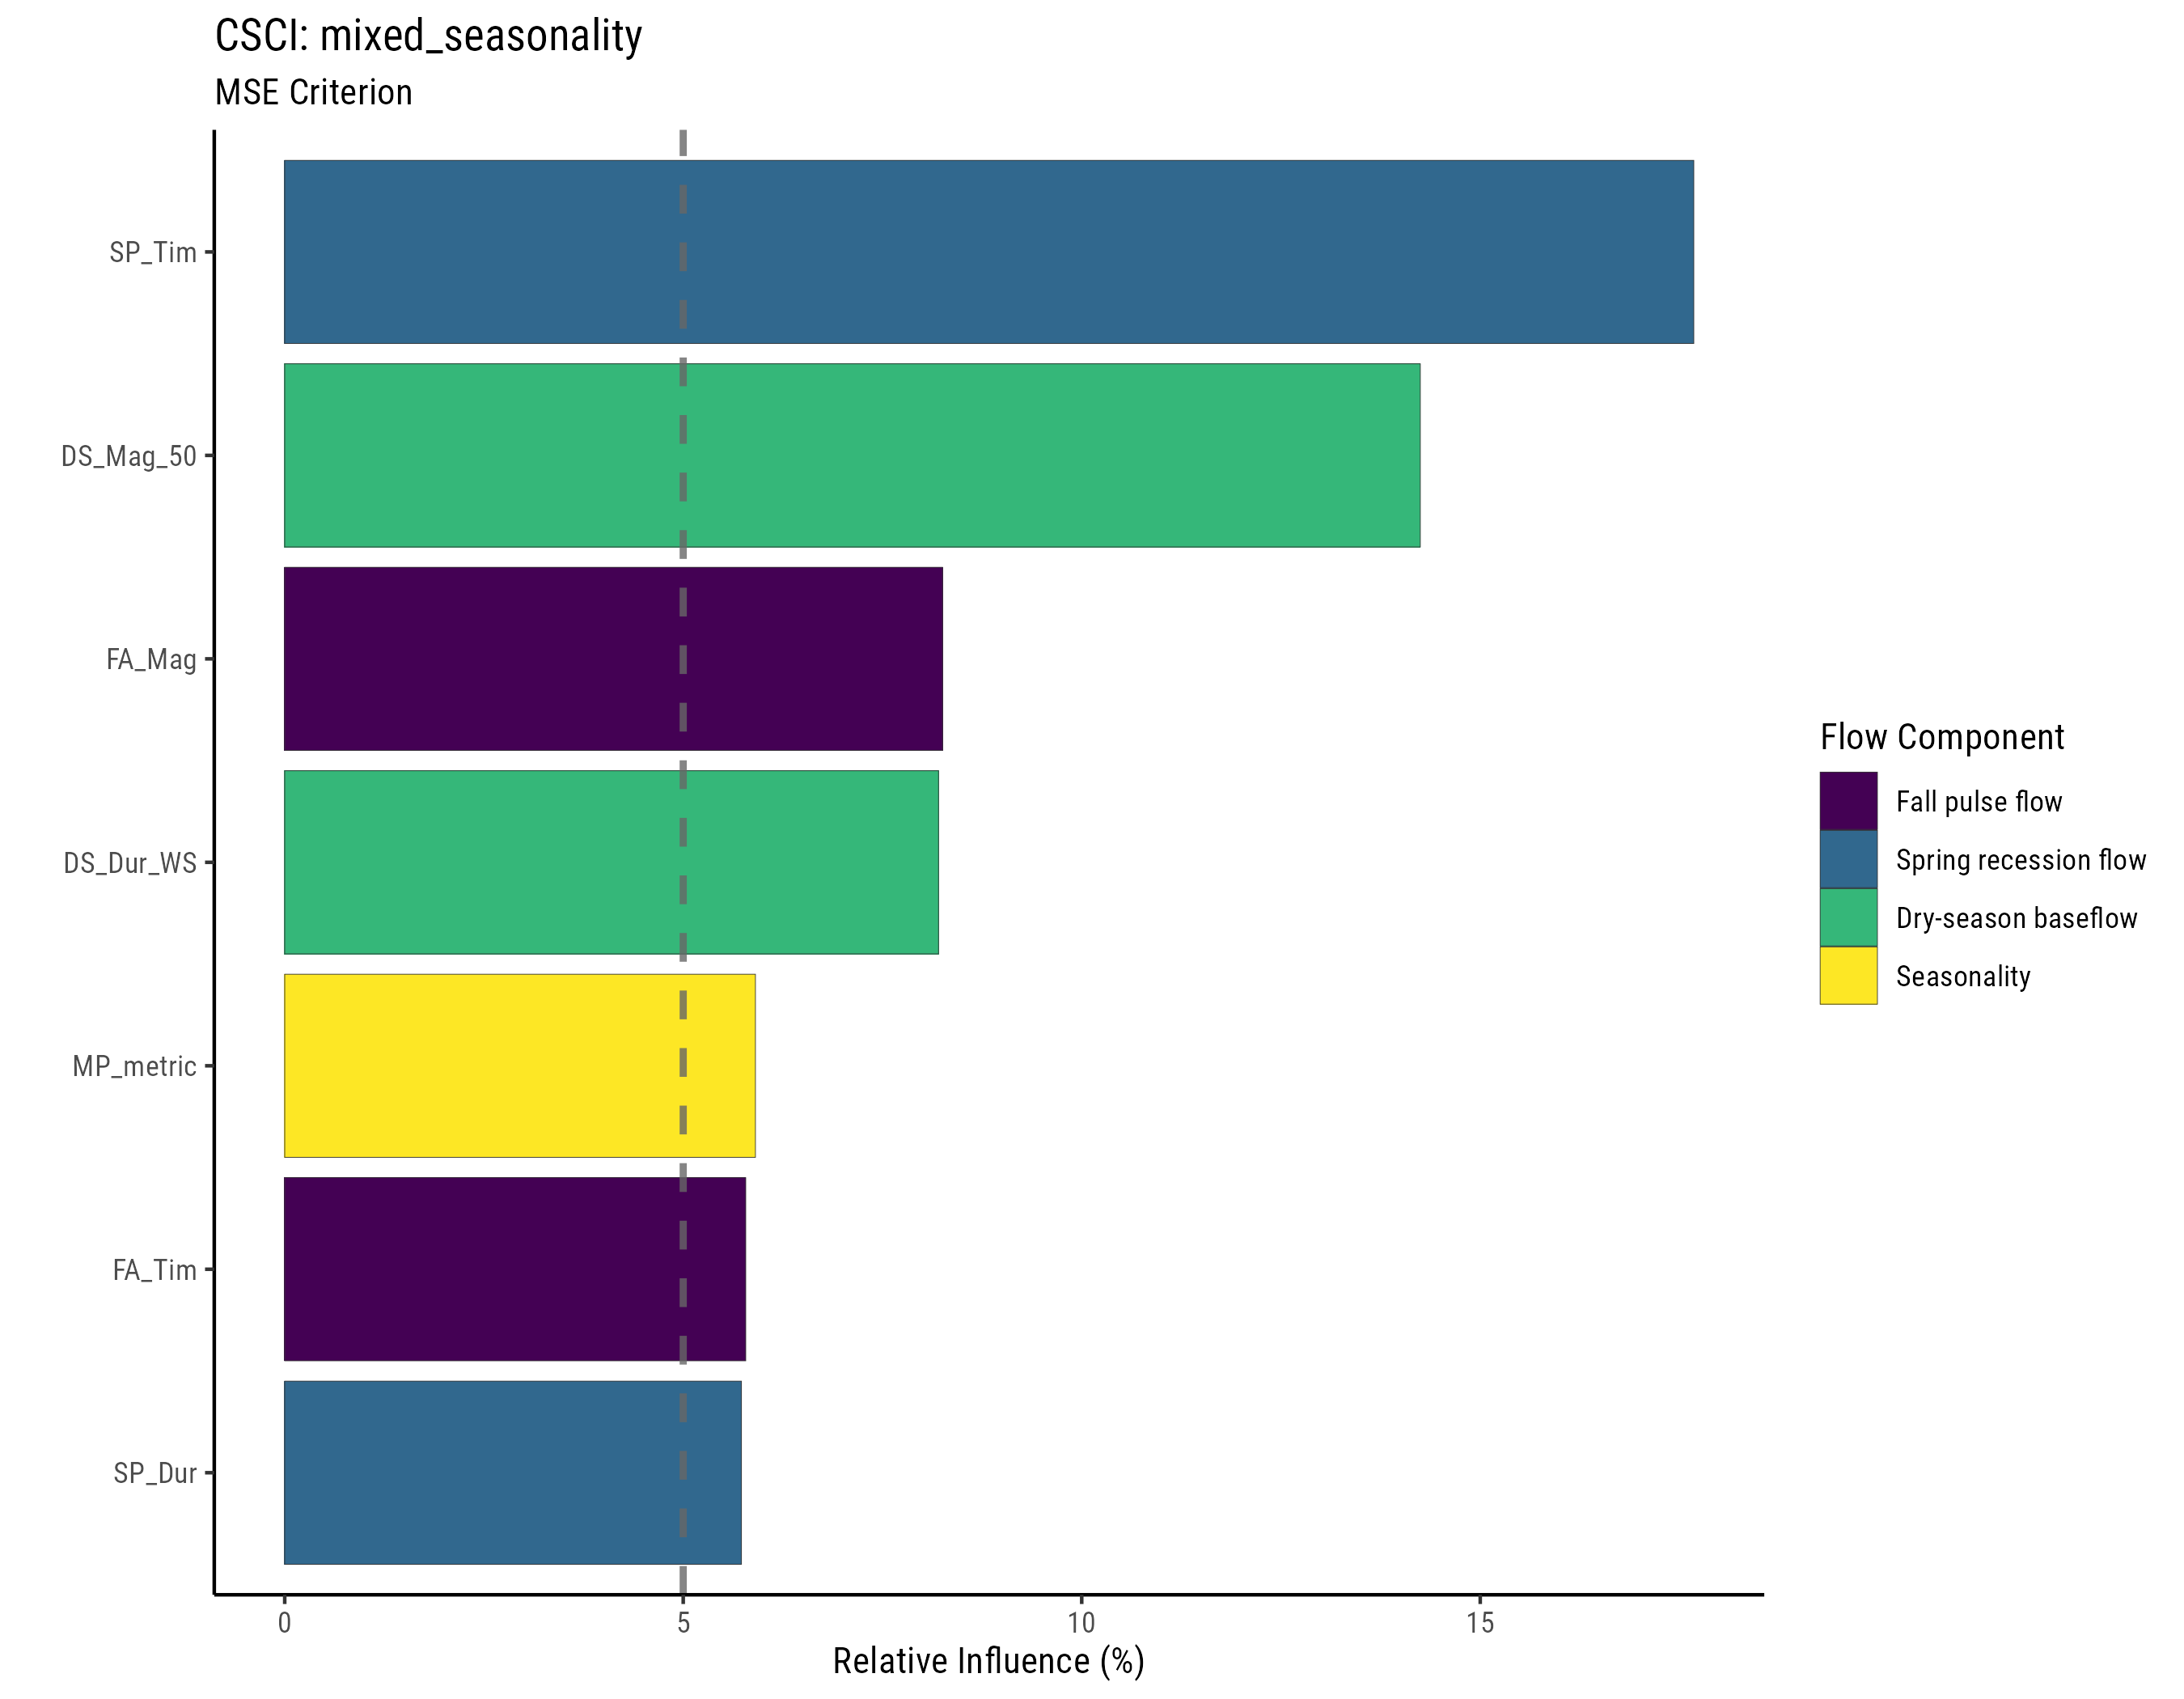 CSCI: mixed_seasonality
MSE Criterion
SP_Tim
DS_Mag_50
FA_Mag
DS_Dur_WS
MP_metric
FA_Tim
SP_Dur
0 5 10 15
Relative Influence (%)
Flow Component
Fall pulse flow
Spring recession flow
Dry-season baseflow
Seasonality